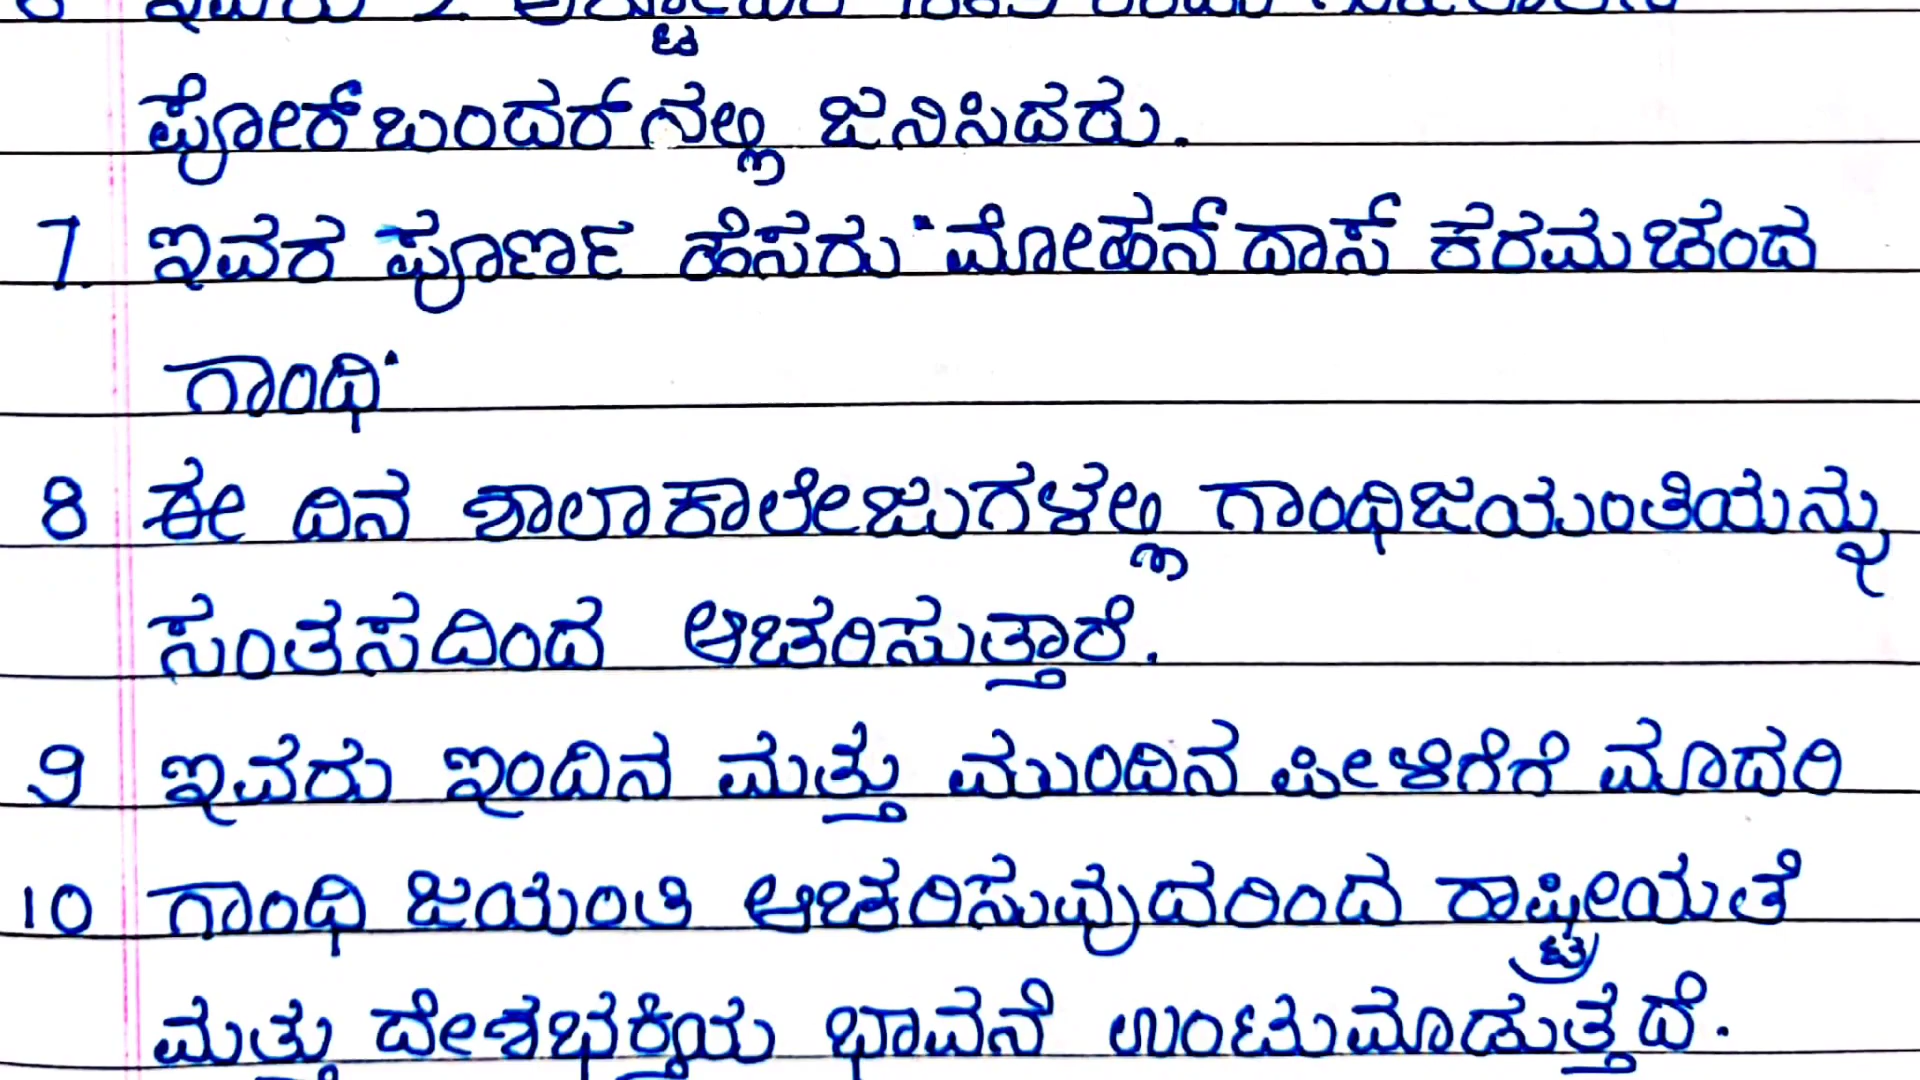 ಪೋರ್ ಬಂದರ್ ನಲ್ಲಿ ಜನಿಸಿದರು.
7. ಇವರ ಪೂರ್ಣ ಹೆಸರು "ಮೋಹನ್ ದಾಸ್ ಕರಮಚಂದ
ಗಾಂಧಿ"
8 ಈ ದಿನ ಶಾಲಾಕಾಲೇಜುಗಳಲ್ಲಿ ಗಾಂಧಿಜಯಂತಿಯನ್ನು
ಸಂತಸದಿಂದ ಆಚರಿಸುತ್ತಾರೆ.
9 ಇವರು ಇಂದಿನ ಮತ್ತು ಮುಂದಿನ ಪೀಳಿಗೆಗೆ ಮಾದರಿ
10 ಗಾಂಧಿ ಜಯಂತಿ ಆಚರಿಸುವುದರಿಂದ ರಾಷ್ಟ್ರೀಯತೆ
ಮತ್ತು ದೇಶಭಕ್ತಿಯ ಭಾವನೆ ಉಂಟುಮಾಡುತ್ತದೆ.